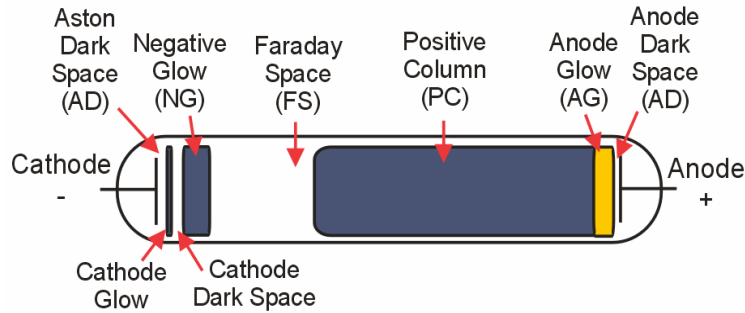 Aston
Dark
Space
(AD)
Negative
Glow
(NG)
Faraday
Space
(FS)
Positive
Column
(PC)
Anode
Glow
(AG)
Anode
Dark
Space
(AD)
Cathode
-
Anode
+
Cathode
Glow
Cathode
Dark Space